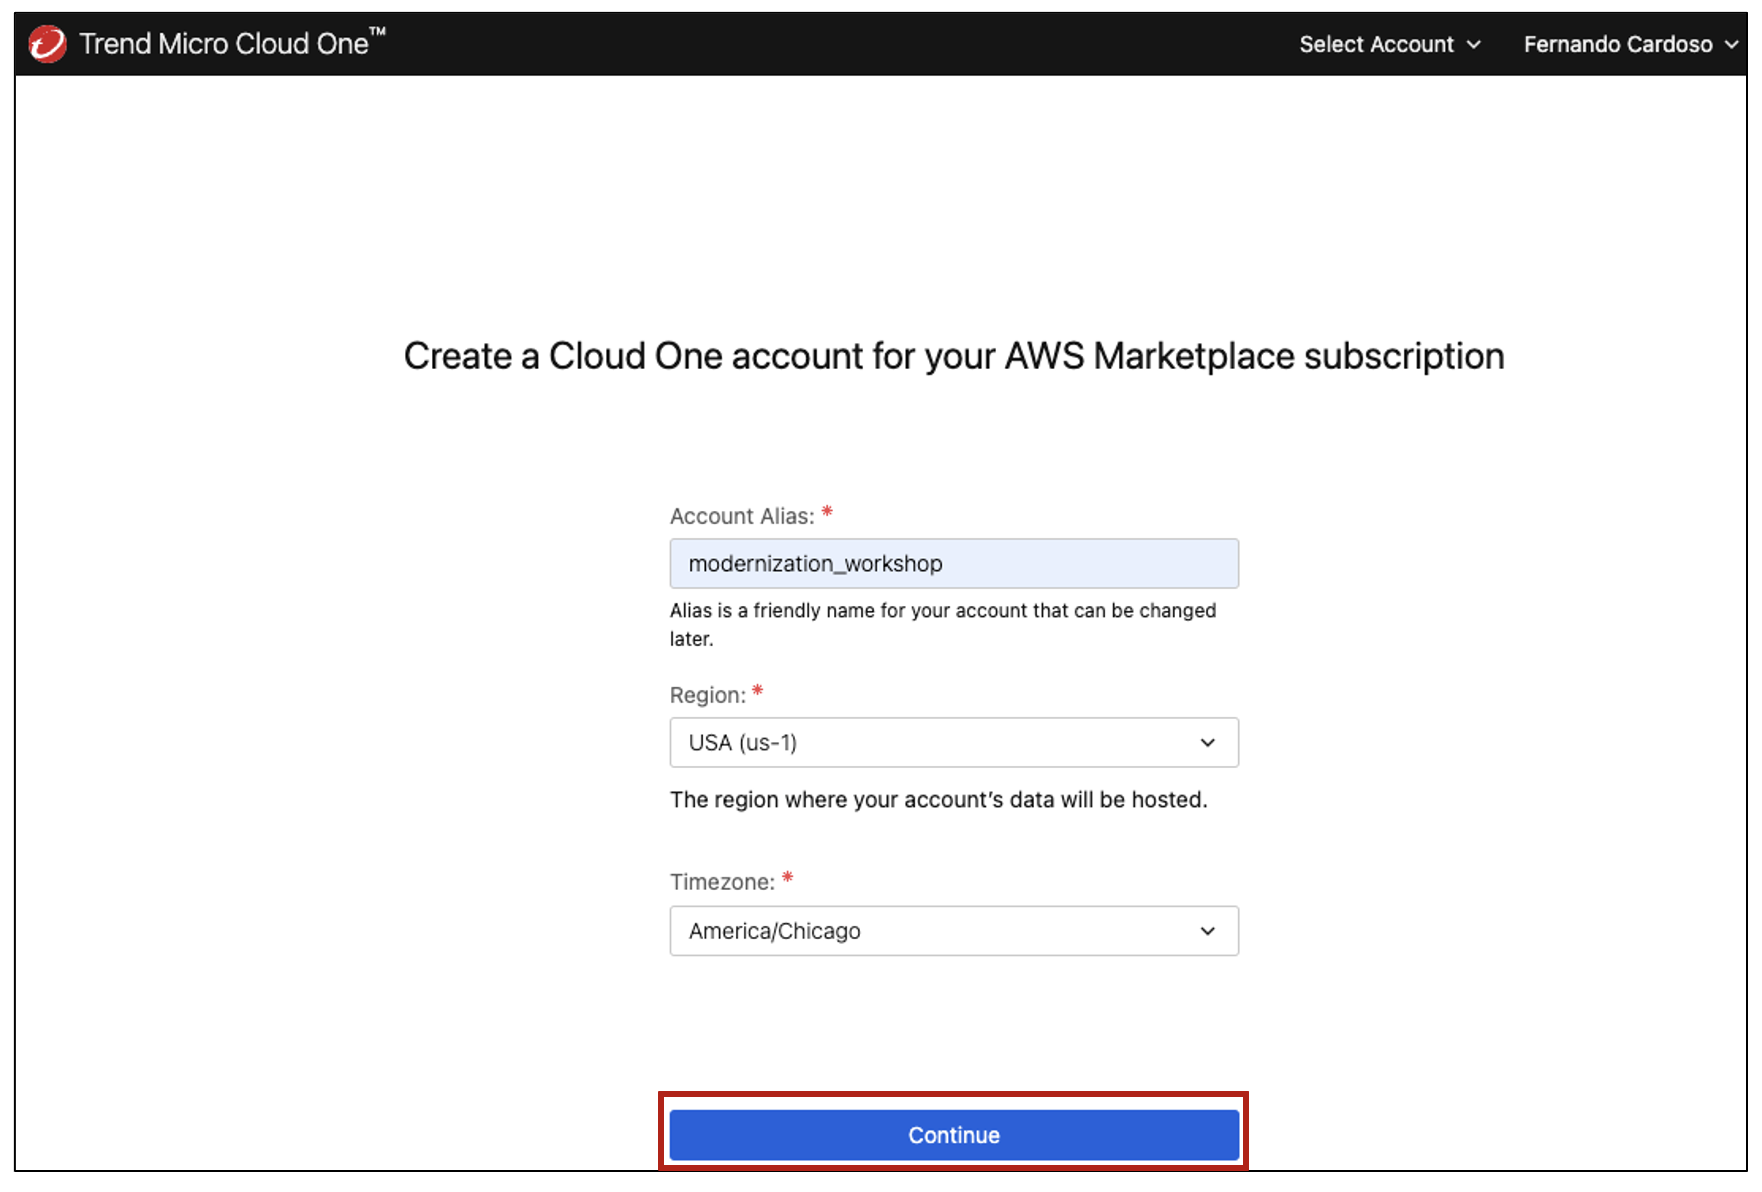 Trend Micro Cloud One™
Select Account
Fernando Cardoso
Create a Cloud One account for your AWS Marketplace subscription
Account Alias: *
modernization_workshop
Alias is a friendly name for your account that can be changed
later.
Region: *
USA (us-1)
The region where your account's data will be hosted.
Timezone: *
America/Chicago
Continue